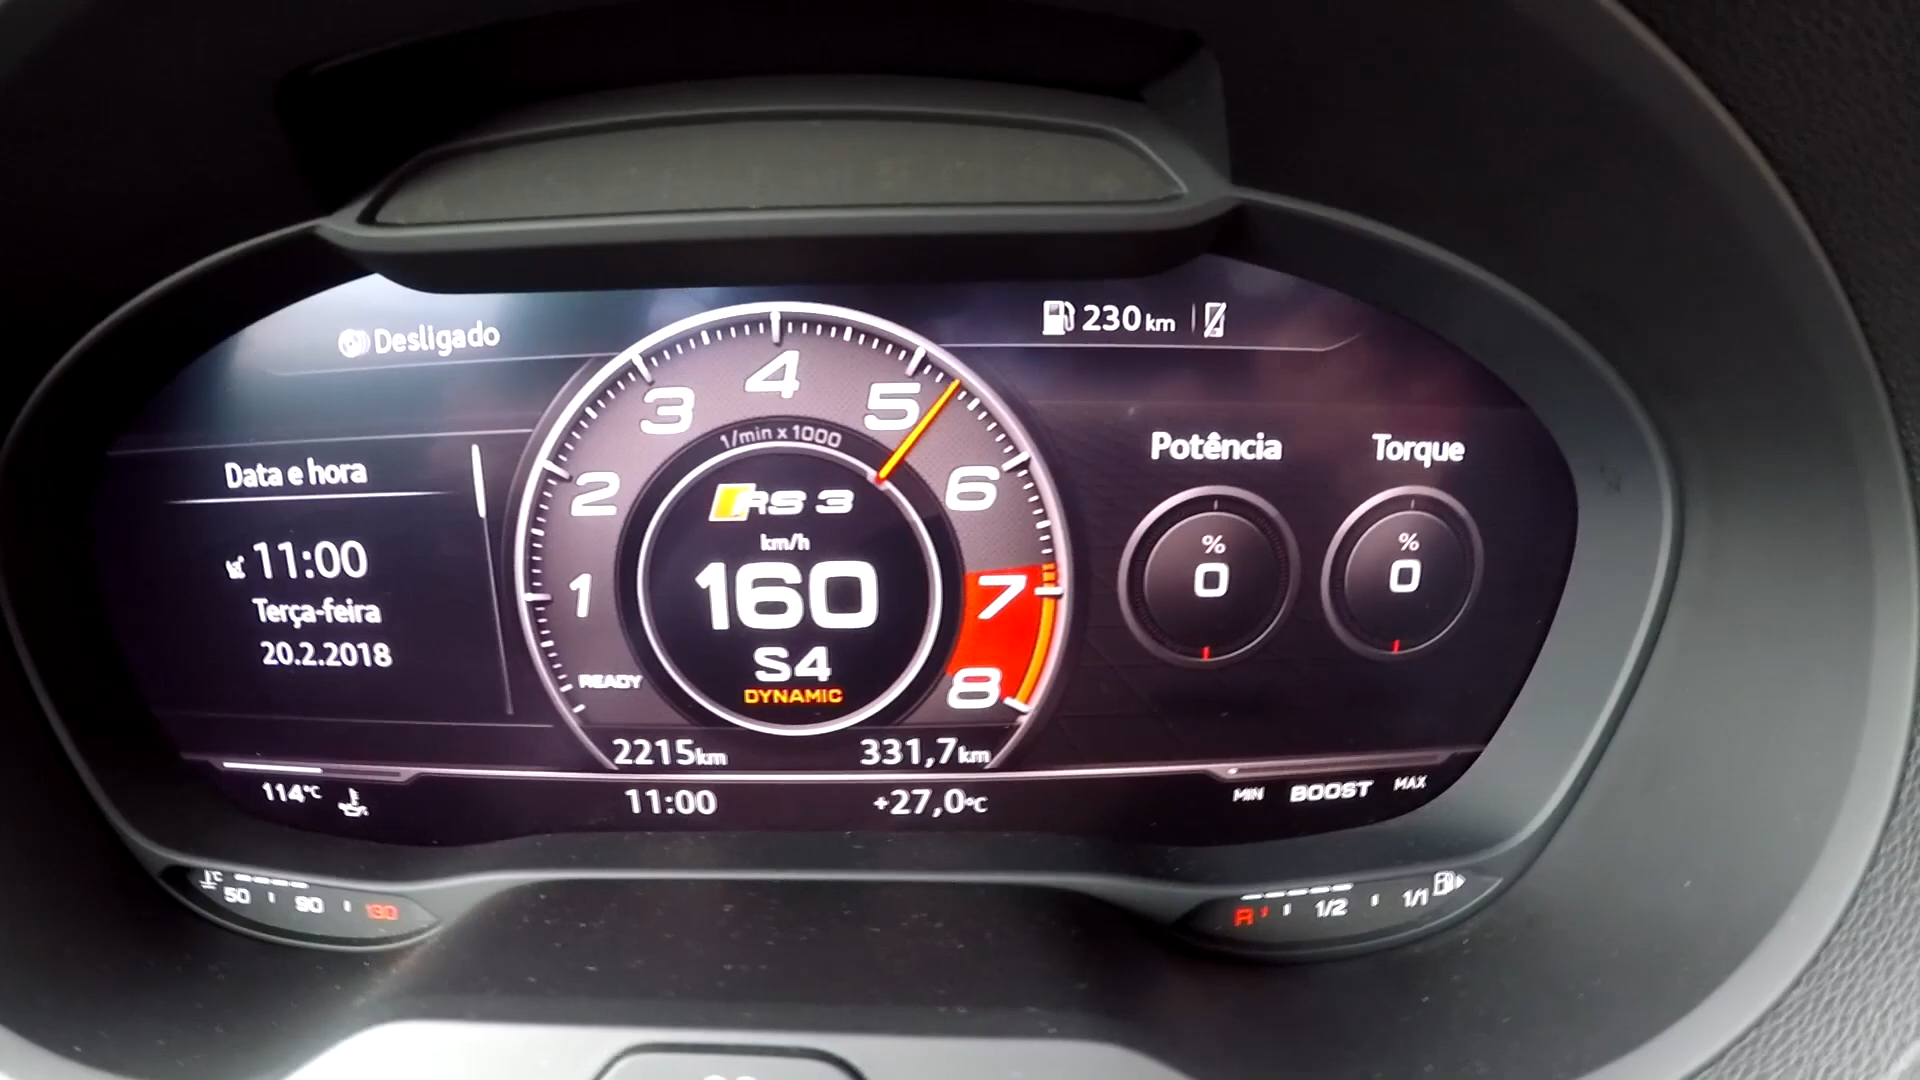 Desligado
230 km
Data e hora
11:00
Terça-feira
20.2.2018
1
2
3
4
5
6
7
8
1/min x 1000
RS 3
km/h
160
S4
DYNAMIC
READY
Potência
%
0
Torque
%
0
2215km
331,7km
114°C
11:00
+27,0°C
MIN BOOST MAX
°C
50 90 130
R 1/2 1/1